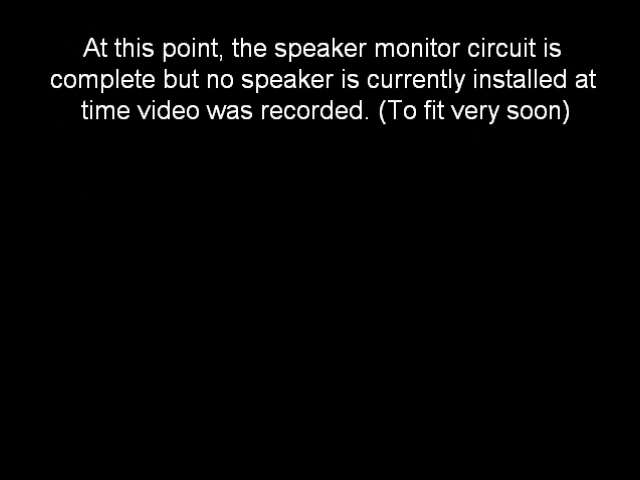 At this point, the speaker monitor circuit is
complete but no speaker is currently installed at
time video was recorded. (To fit very soon)